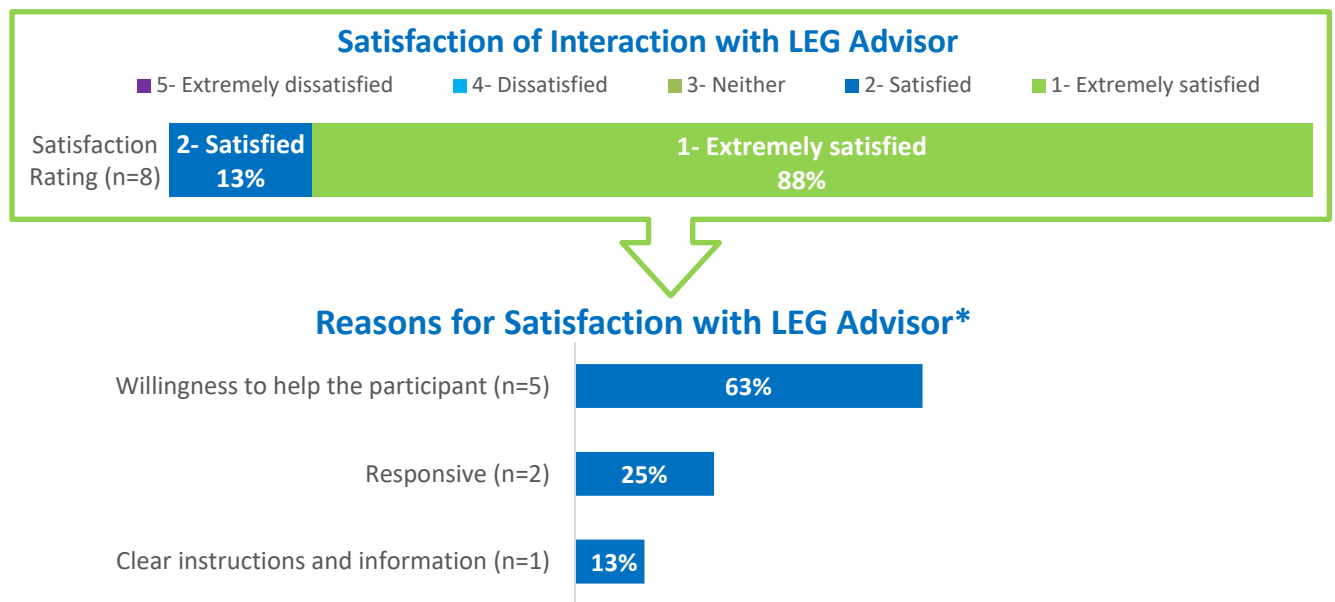 Satisfaction of Interaction with LEG Advisor
5- Extremely dissatisfied 4- Dissatisfied 3- Neither 2- Satisfied 1- Extremely satisfied
Satisfaction
Rating (n=8)
2- Satisfied
13%
1- Extremely satisfied
88%
Reasons for Satisfaction with LEG Advisor*
Willingness to help the participant (n=5) 63%
Responsive (n=2) 25%
Clear instructions and information (n=1) 13%